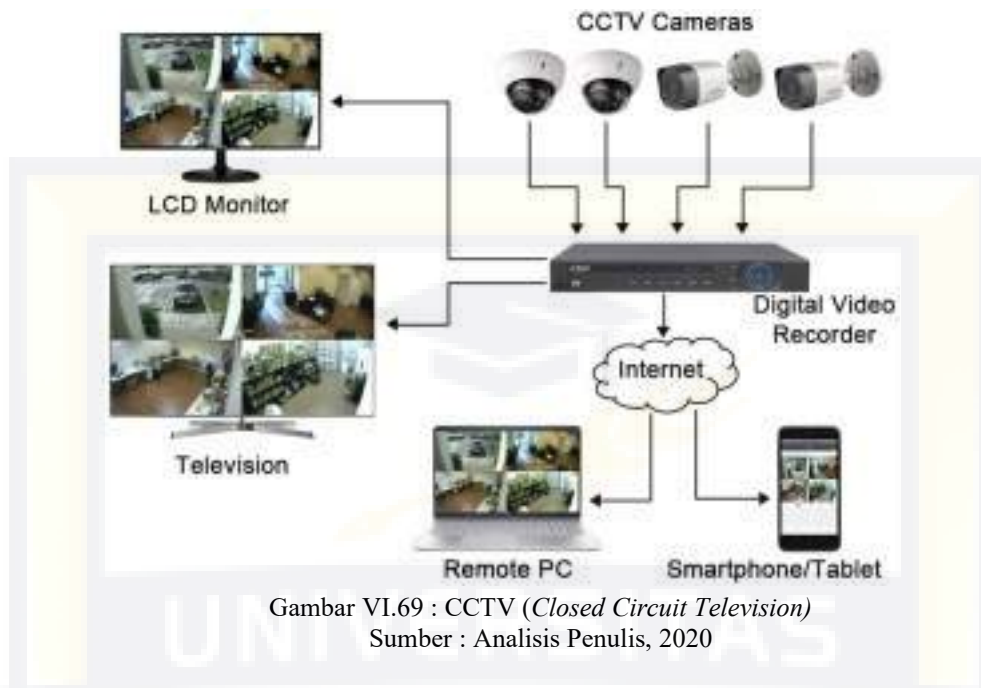 CCTV Cameras
LCD Monitor
Digital Video
Recorder
Internet
Television
Remote PC
Smartphone/Tablet
Gambar VI.69 : CCTV (Closed Circuit Television)
Sumber : Analisis Penulis, 2020
UNIVERSITAS